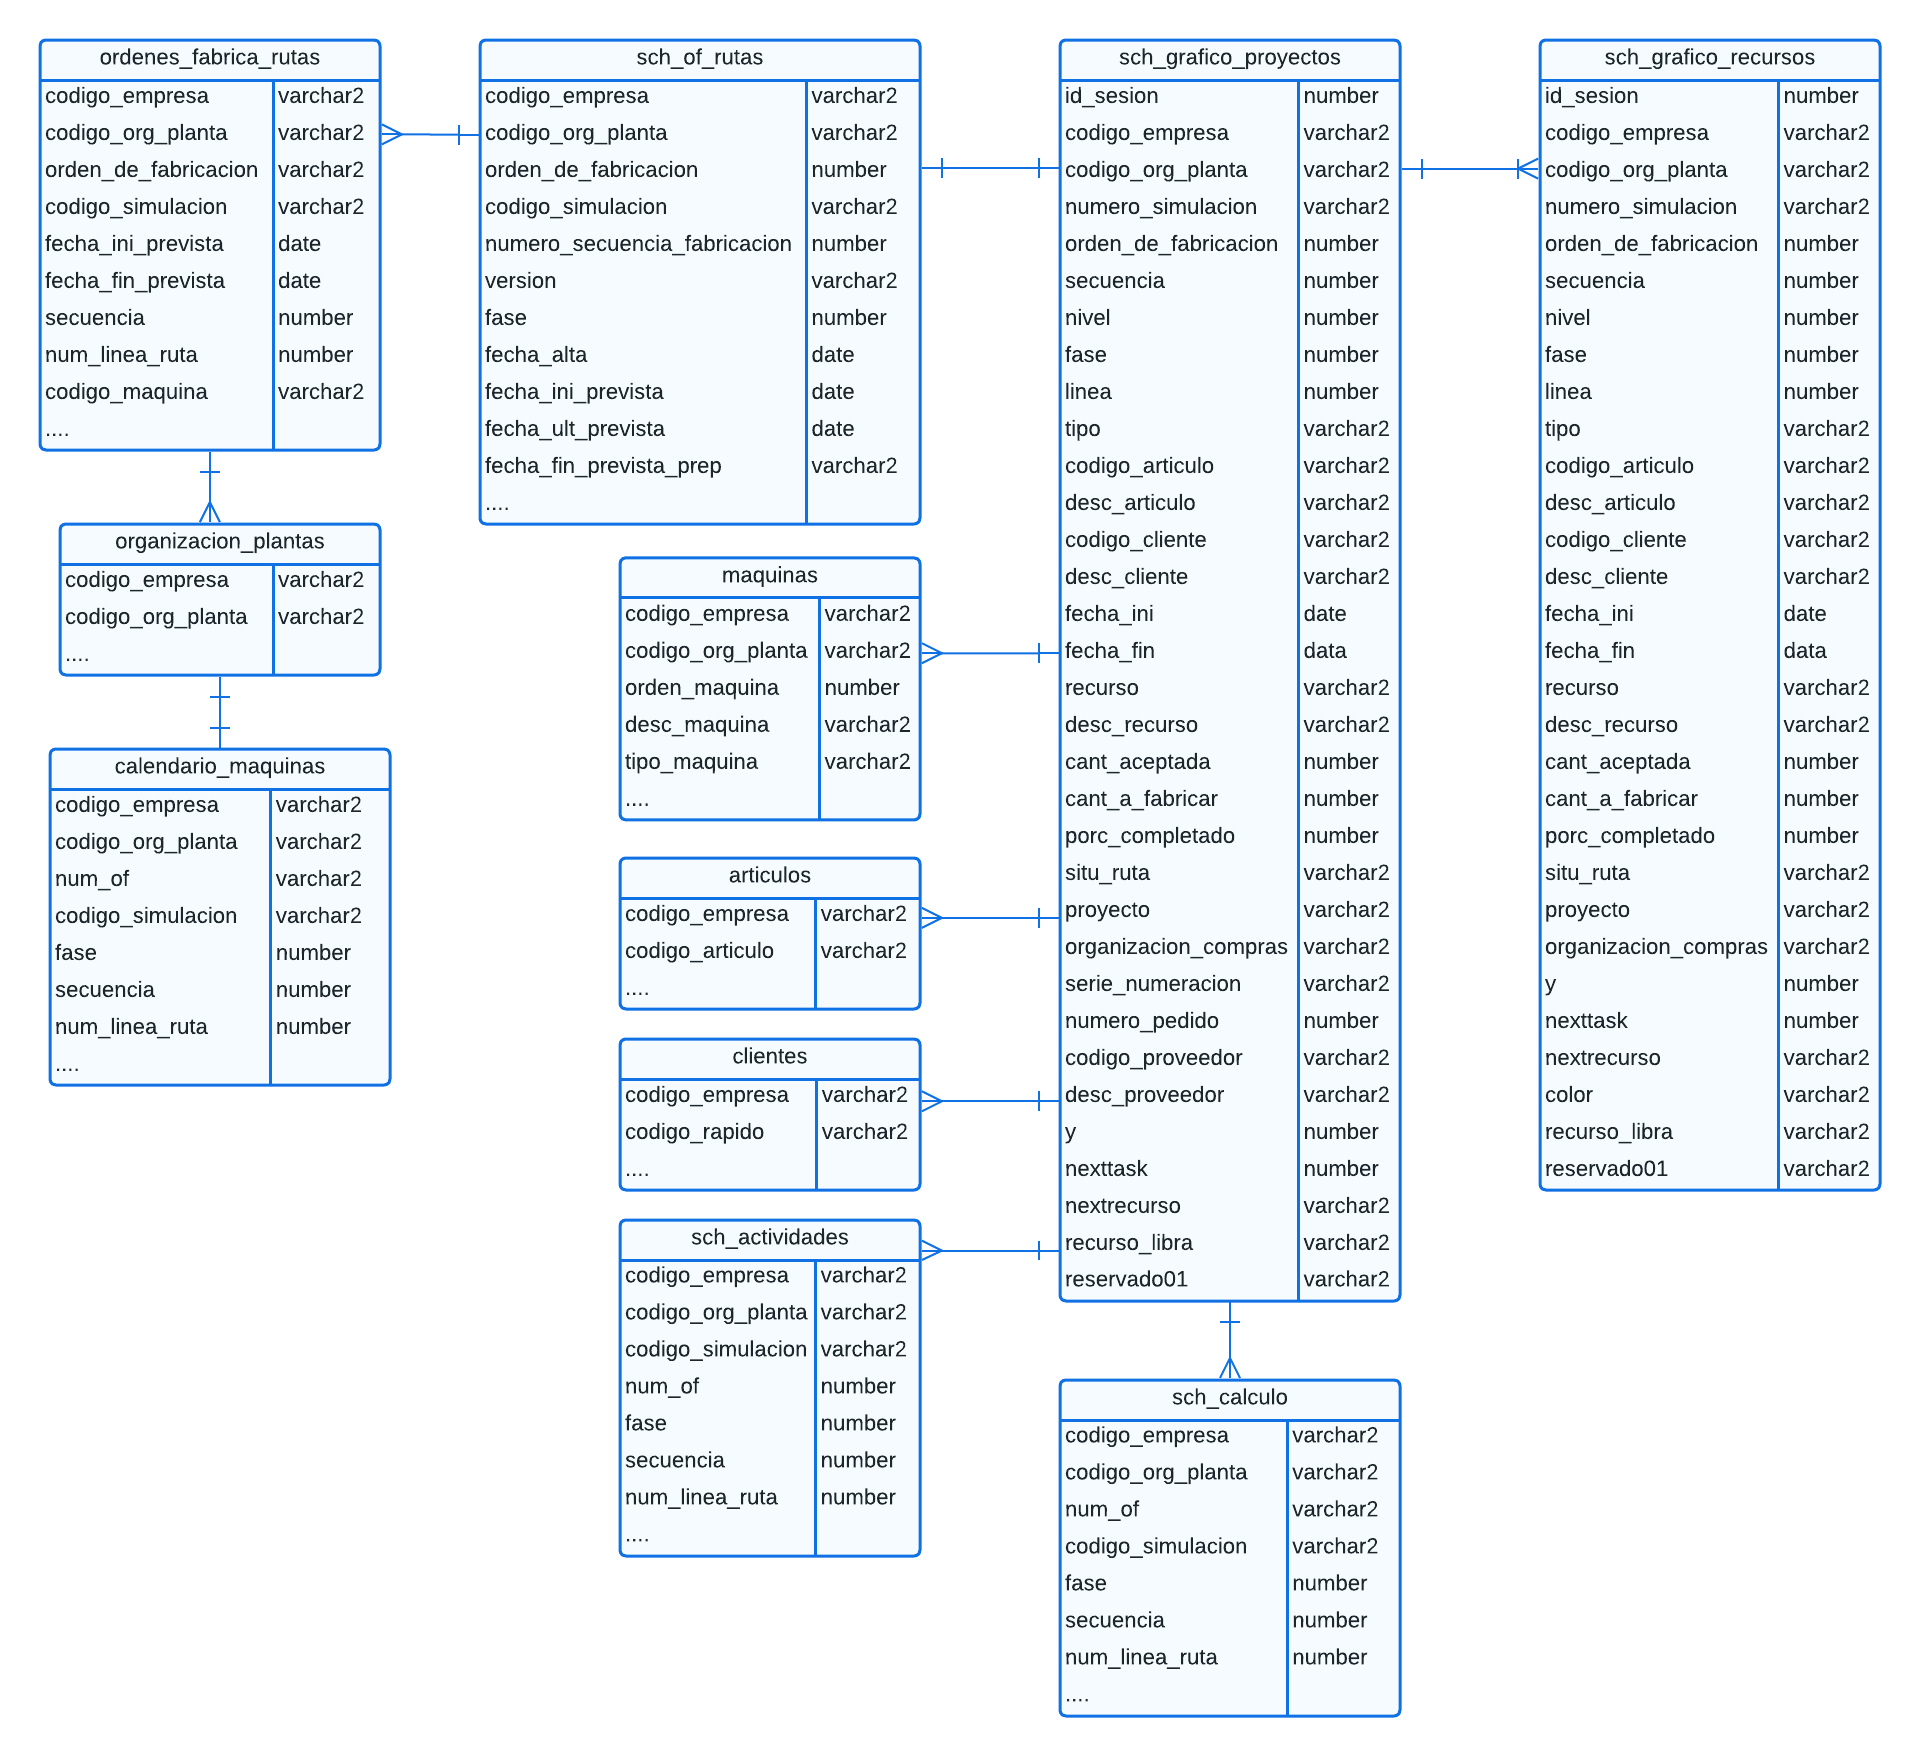 ordenes_fabrica_rutas
codigo_empresa varchar2
codigo_org_planta varchar2
orden_de_fabricacion varchar2
codigo_simulacion varchar2
fecha_ini_prevista date
fecha_fin_prevista date
secuencia number
num_linea_ruta number
codigo_maquina varchar2
....
organizacion_plantas
codigo_empresa varchar2
codigo_org_planta varchar2
....
calendario_maquinas
codigo_empresa varchar2
codigo_org_planta varchar2
num_of varchar2
codigo_simulacion varchar2
fase number
secuencia number
num_linea_ruta number
....
sch_of_rutas
codigo_empresa varchar2
codigo_org_planta varchar2
orden_de_fabricacion number
codigo_simulacion varchar2
numero_secuencia_fabricacion number
version varchar2
fase number
fecha_alta date
fecha_ini_prevista date
fecha_ult_prevista date
fecha_fin_prevista_prep varchar2
....
maquinas
codigo_empresa varchar2
codigo_org_planta varchar2
orden_maquina number
desc_maquina varchar2
tipo_maquina varchar2
....
articulos
codigo_empresa varchar2
codigo_articulo varchar2
....
clientes
codigo_empresa varchar2
codigo_rapido varchar2
....
sch_actividades
codigo_empresa varchar2
codigo_org_planta varchar2
codigo_simulacion varchar2
num_of number
fase number
secuencia number
num_linea_ruta number
....
sch_grafico_proyectos
id_sesion number
codigo_empresa varchar2
codigo_org_planta varchar2
numero_simulacion varchar2
orden_de_fabricacion number
secuencia number
nivel number
fase number
linea number
tipo varchar2
codigo_articulo varchar2
desc_articulo varchar2
codigo_cliente varchar2
desc_cliente varchar2
fecha_ini date
fecha_fin data
recurso varchar2
desc_recurso varchar2
cant_aceptada number
cant_a_fabricar number
porc_completado number
situ_ruta varchar2
proyecto varchar2
organizacion_compras varchar2
serie_numeracion varchar2
numero_pedido number
codigo_proveedor varchar2
desc_proveedor varchar2
y number
nexttask number
nextrecurso varchar2
recurso_libra varchar2
reservado01 varchar2
sch_calculo
codigo_empresa varchar2
codigo_org_planta varchar2
num_of varchar2
codigo_simulacion varchar2
fase number
secuencia number
num_linea_ruta number
....
sch_grafico_recursos
id_sesion number
codigo_empresa varchar2
codigo_org_planta varchar2
numero_simulacion varchar2
orden_de_fabricacion number
secuencia number
nivel number
fase number
linea number
tipo varchar2
codigo_articulo varchar2
desc_articulo varchar2
codigo_cliente varchar2
desc_cliente varchar2
fecha_ini date
fecha_fin data
recurso varchar2
desc_recurso varchar2
cant_aceptada number
cant_a_fabricar number
porc_completado number
situ_ruta varchar2
proyecto varchar2
organizacion_compras varchar2
y number
nexttask number
nextrecurso varchar2
color varchar2
recurso_libra varchar2
reservado01 varchar2